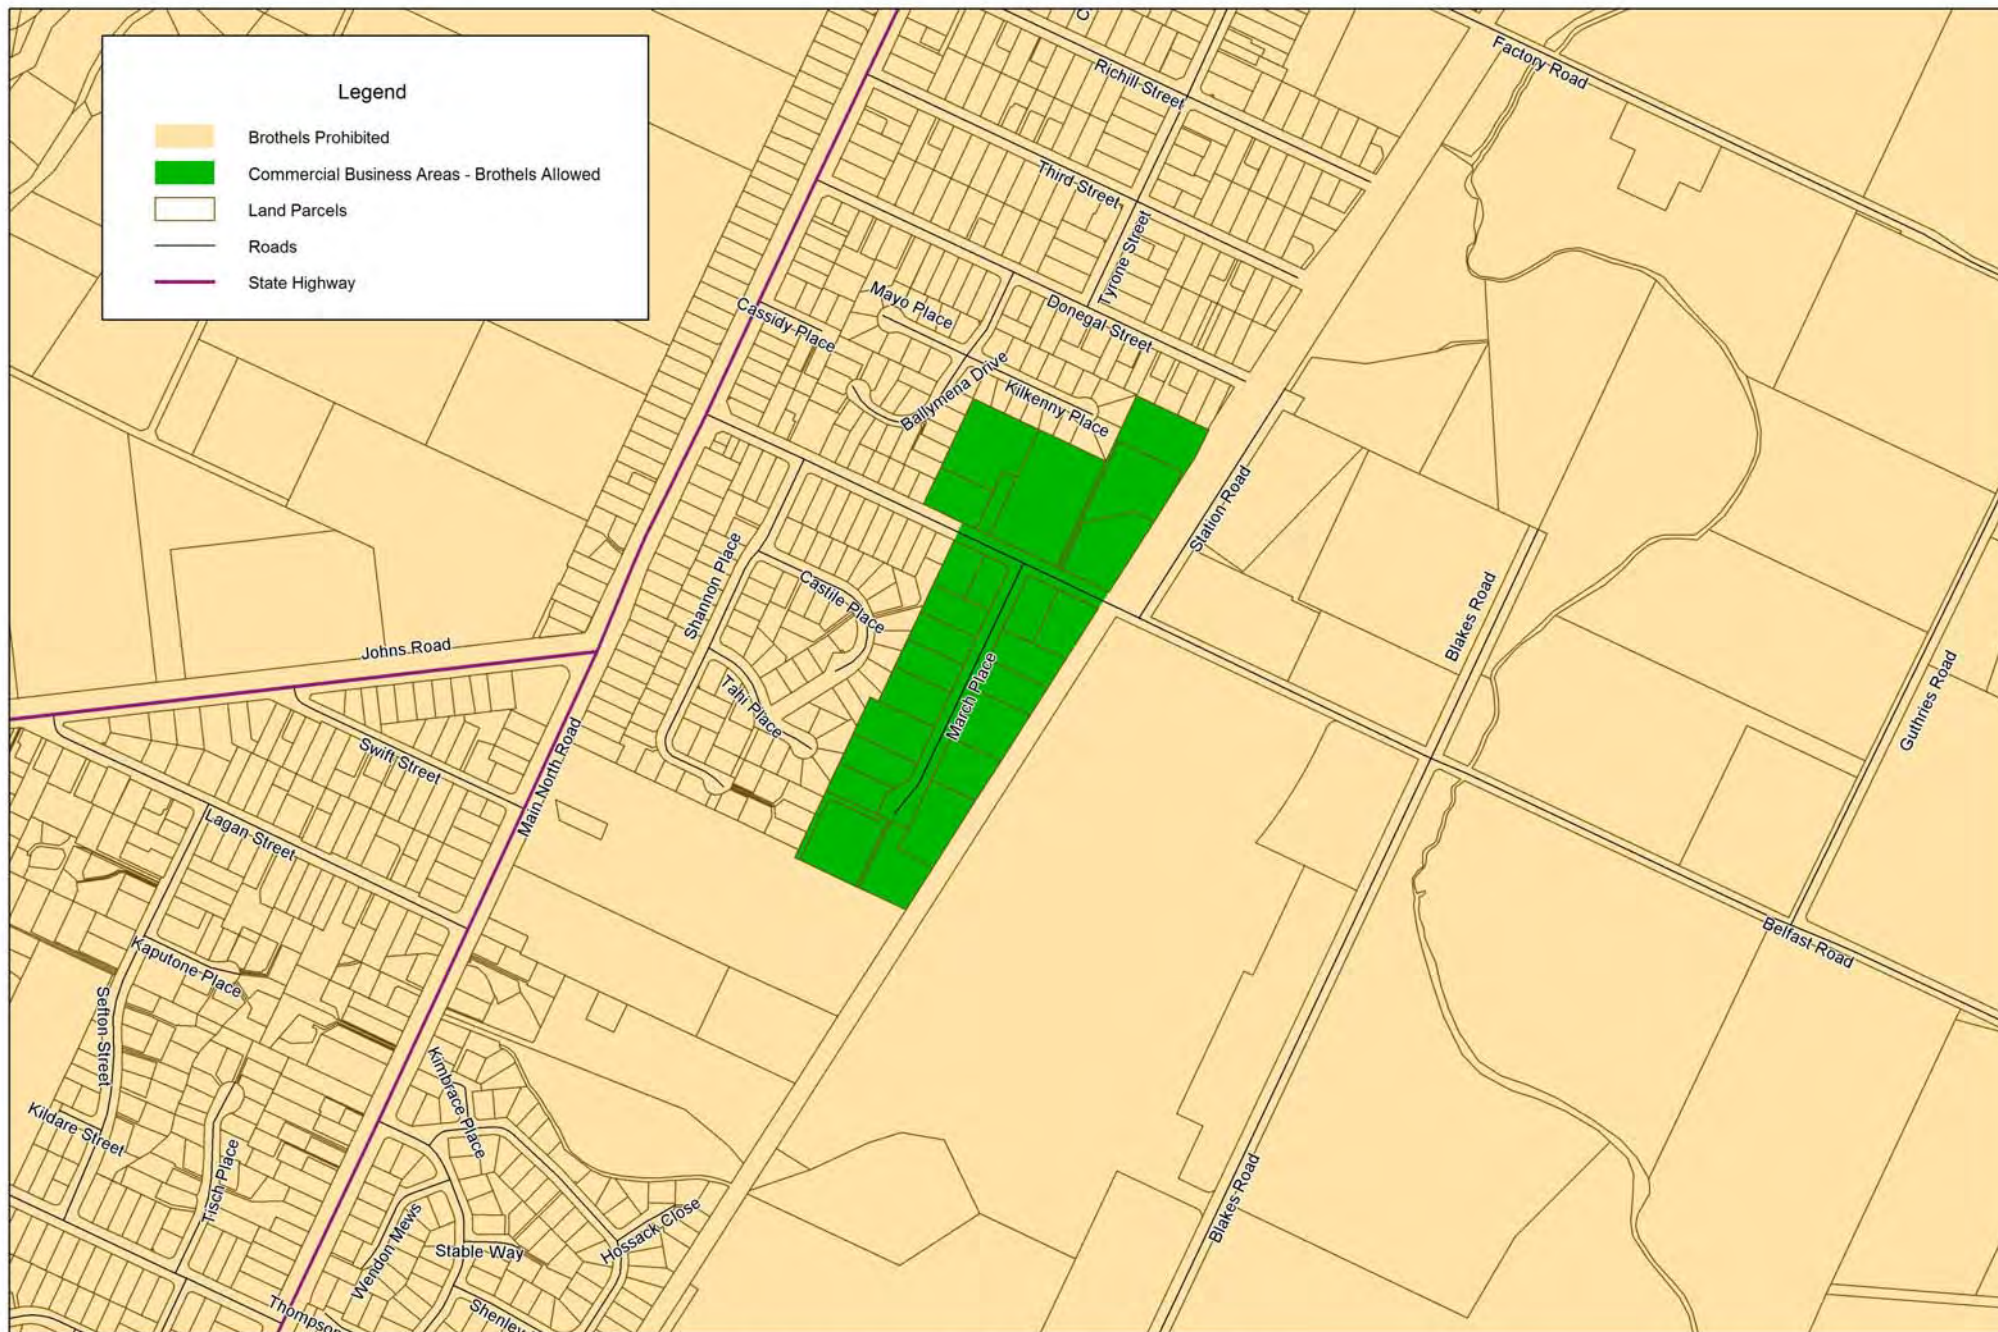 Legend
Brothels Prohibited
Commercial Business Areas - Brothels Allowed
Land Parcels
Roads
State Highway
C
Factory Road
Richill Street
Third Street
Tyrone Street
Mayo Place
Cassidy Place
Donegal Street
Ballymena Drive
Kilkenny Place
Station Road
Shannon Place
Castile Place
Blakes Road
Johns Road
March Place
Guthries Road
Tahi Place
Swift Street
Main North Road
Lagan Street
Belfast Road
Kaputone Place
Sefton Street
Kimbrace Place
Kildare Street
Tisch Place
Blakes Road
Hossack Close
Wendon Mews
Stable Way
Thompson
Shenley